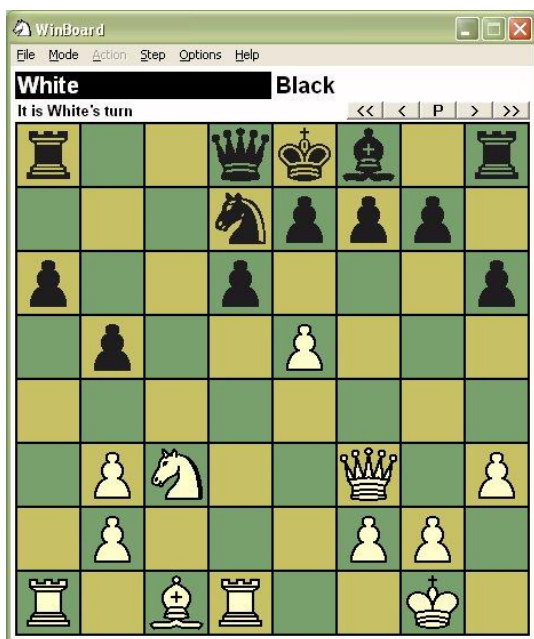 WinBoard
File Mode Action Step Options Help
White Black
It is White's turn << < P > >>